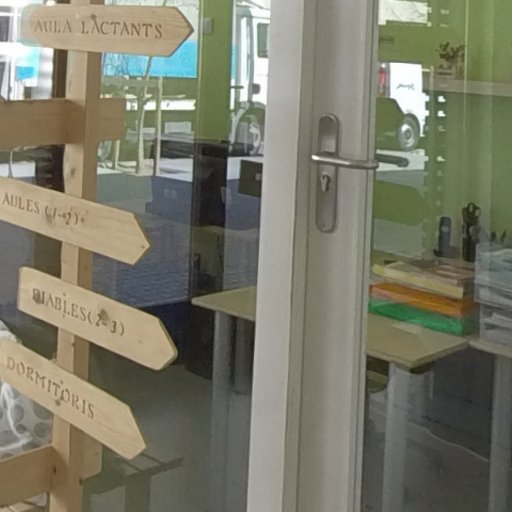 AULA LACTANTS
AULES (1-2)
DIABLES (2-3)
DORMITORIS